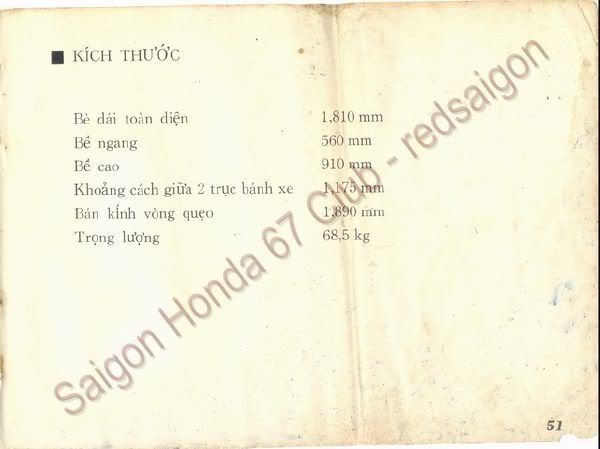 KÍCH THƯỚC
Bề dái toàn diện 1,810 mm
Bề ngang 560 mm
Bề cao 910 mm
Khoảng cách giữa 2 trục bánh xe 1,175 mm
Bán kính vòng quẹo 1,890 mm
Trọng lượng 68,5 kg
Saigon Honda 67 Club - redsaigon
51